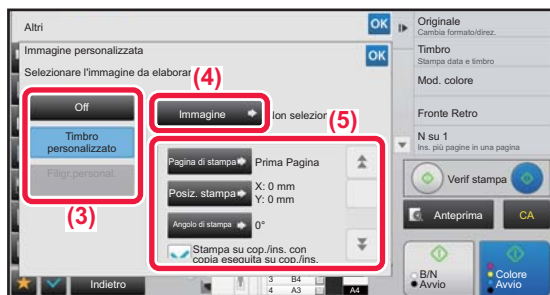 Altri
OK
Immagine personalizzata
OK
Selezionare l'immagine da elaborar
(4)
Off
Immagine
Non selezion
(5)
Timbro
personalizzato
Filigr.personal.
(3)
Pagina di stampa
Prima Pagina
Posiz. stampa
X: 0 mm
Y: 0 mm
Angolo di stampa
0°
Stampa su cop./ins. con
copia eseguita su cop./ins.
Indietro
3 B4
4 A3
A4
Originale
Cambia formato/direz.
Timbro
Stampa data e timbro
Mod. colore
Fronte Retro
N su 1
Ins. più pagine in una pagina
Verif stampa
Anteprima
CA
B/N
Avvio
Colore
Avvio